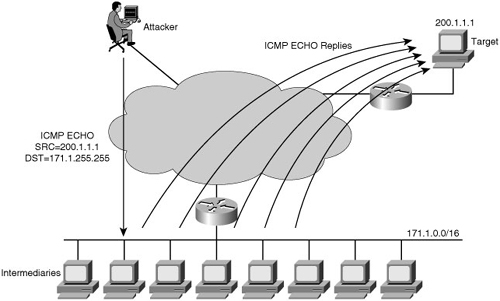 Attacker
200.1.1.1
Target
ICMP ECHO Replies
ICMP ECHO
SRC=200.1.1.1
DST=171.1.255.255
171.1.0.0/16
Intermediaries